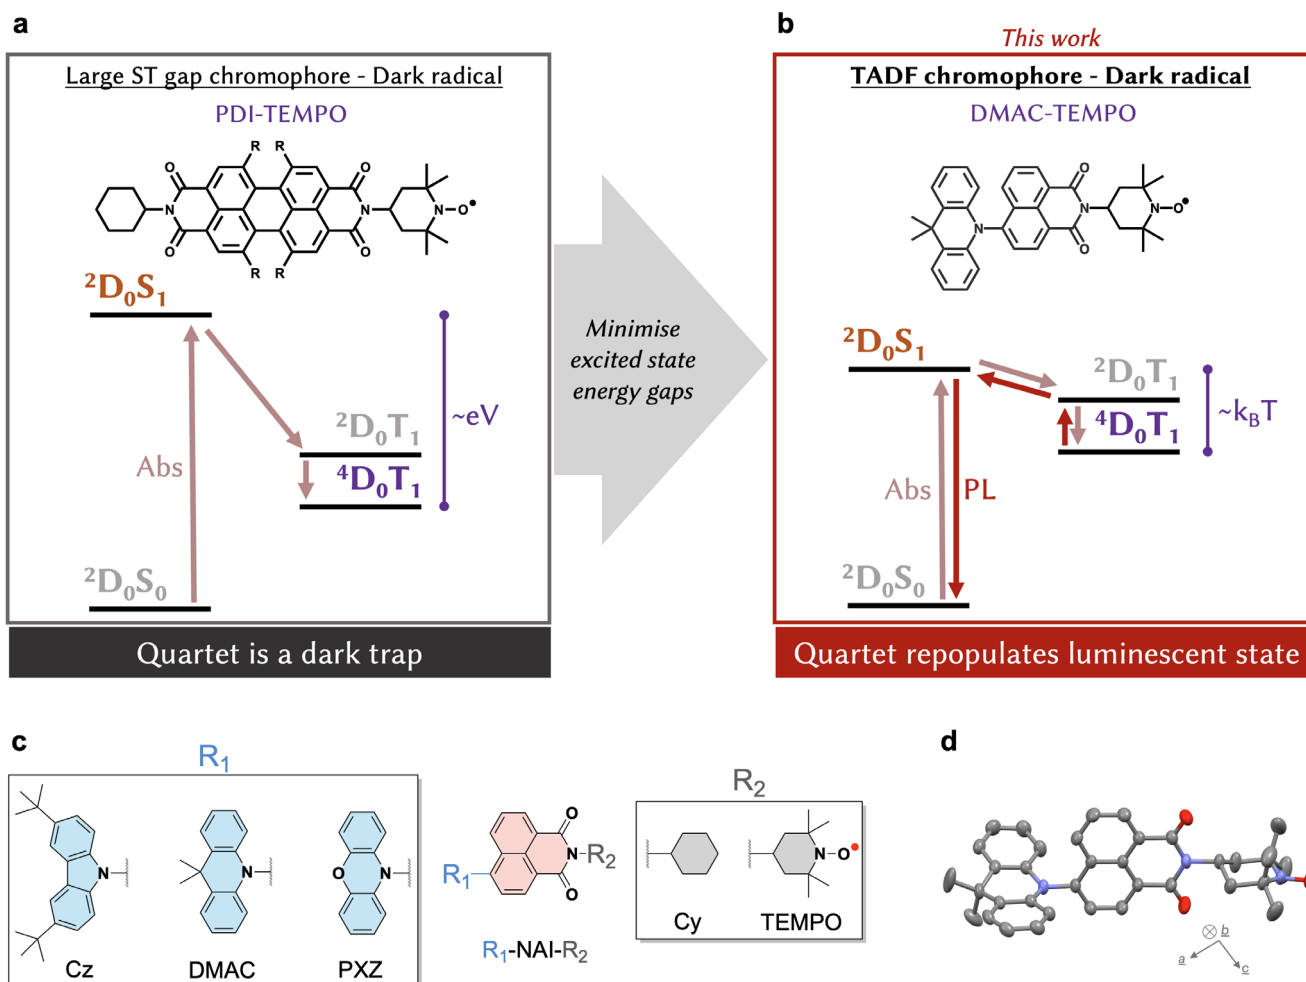 a
Large ST gap chromophore - Dark radical
PDI-TEMPO
R R
O O
N N N–O•
O O
R R
²D₀S₁
²D₀T₁
~eV
⁴D₀T₁
Abs
²D₀S₀
Quartet is a dark trap
Minimise
excited state
energy gaps
b
This work
TADF chromophore - Dark radical
DMAC-TEMPO
O
N N N–O•
O
²D₀S₁
²D₀T₁
⁴D₀T₁
~k_BT
Abs
PL
²D₀S₀
Quartet repopulates luminescent state
c
R₁
N N O N
Cz DMAC PXZ
O
N–R₂
R₁
O
R₁-NAI-R₂
R₂
N–O•
Cy TEMPO
d
b
a
c